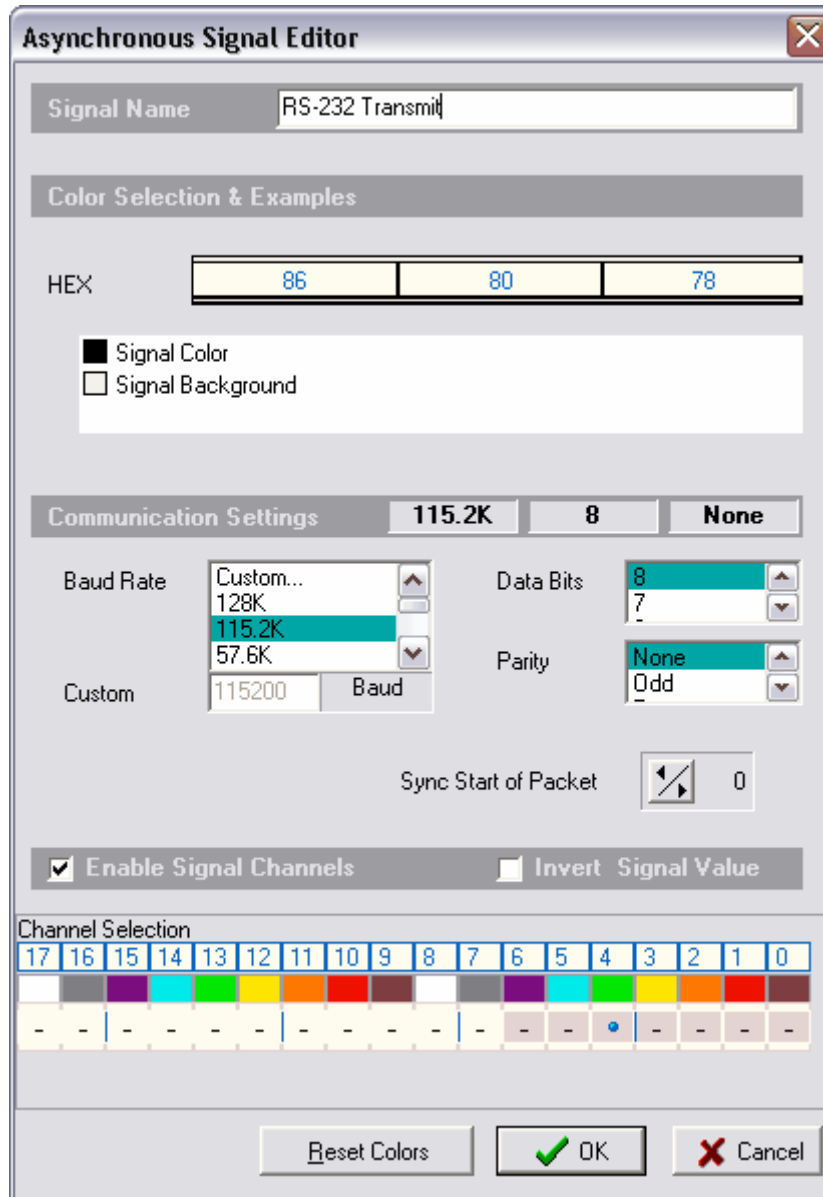 Asynchronous Signal Editor
Signal Name
RS-232 Transmit
Color Selection & Examples
HEX 86 80 78
Signal Color
Signal Background
Communication Settings 115.2K 8 None
Baud Rate
Custom...
128K
115.2K
57.6K
Custom 115200 Baud
Data Bits
8
7
Parity
None
Odd
Sync Start of Packet 0
Enable Signal Channels
Invert Signal Value
Channel Selection
17 16 15 14 13 12 11 10 9 8 7 6 5 4 3 2 1 0
- - - - - - - - - - - - - - - - -
Reset Colors
OK
Cancel